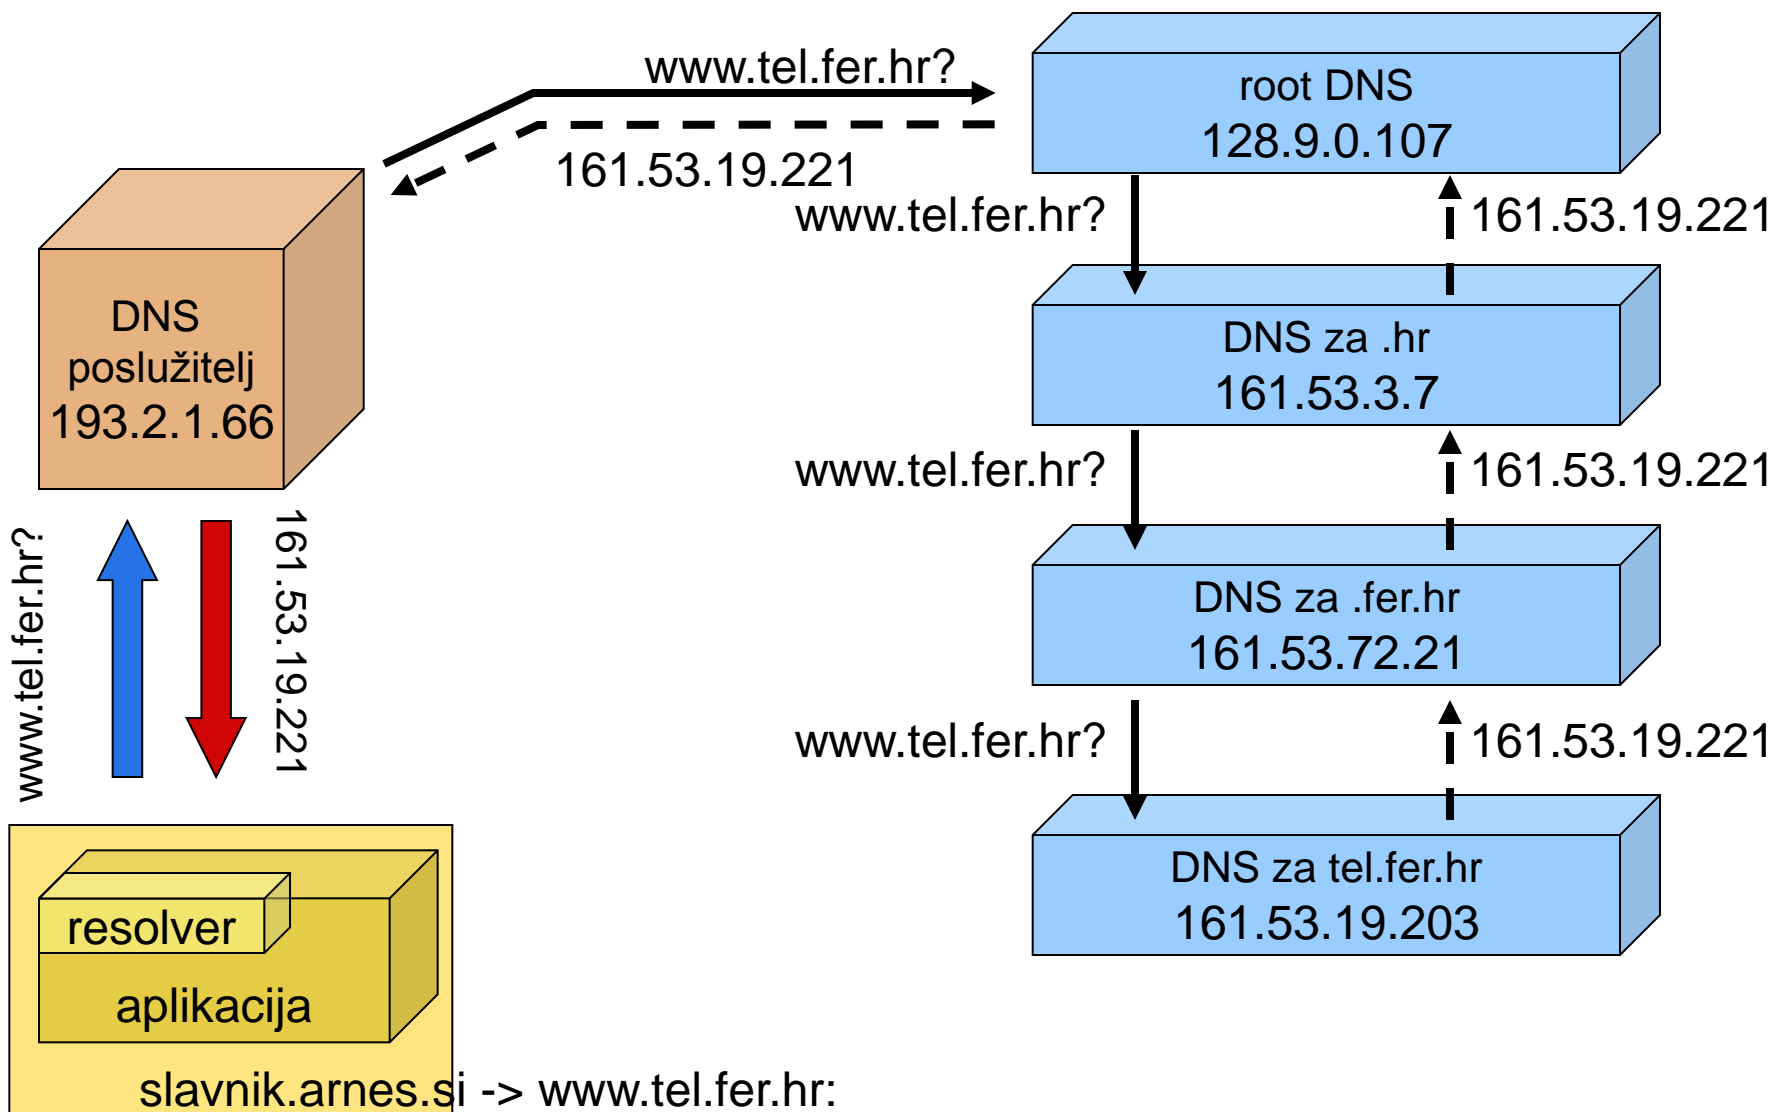 www.tel.fer.hr?
root DNS
128.9.0.107
161.53.19.221
www.tel.fer.hr?
161.53.19.221
DNS
poslužitelj
193.2.1.66
DNS za .hr
161.53.3.7
www.tel.fer.hr?
161.53.19.221
www.tel.fer.hr?
161.53.19.221
DNS za .fer.hr
161.53.72.21
www.tel.fer.hr?
161.53.19.221
DNS za tel.fer.hr
161.53.19.203
resolver
aplikacija
slavnik.arnes.si -> www.tel.fer.hr: